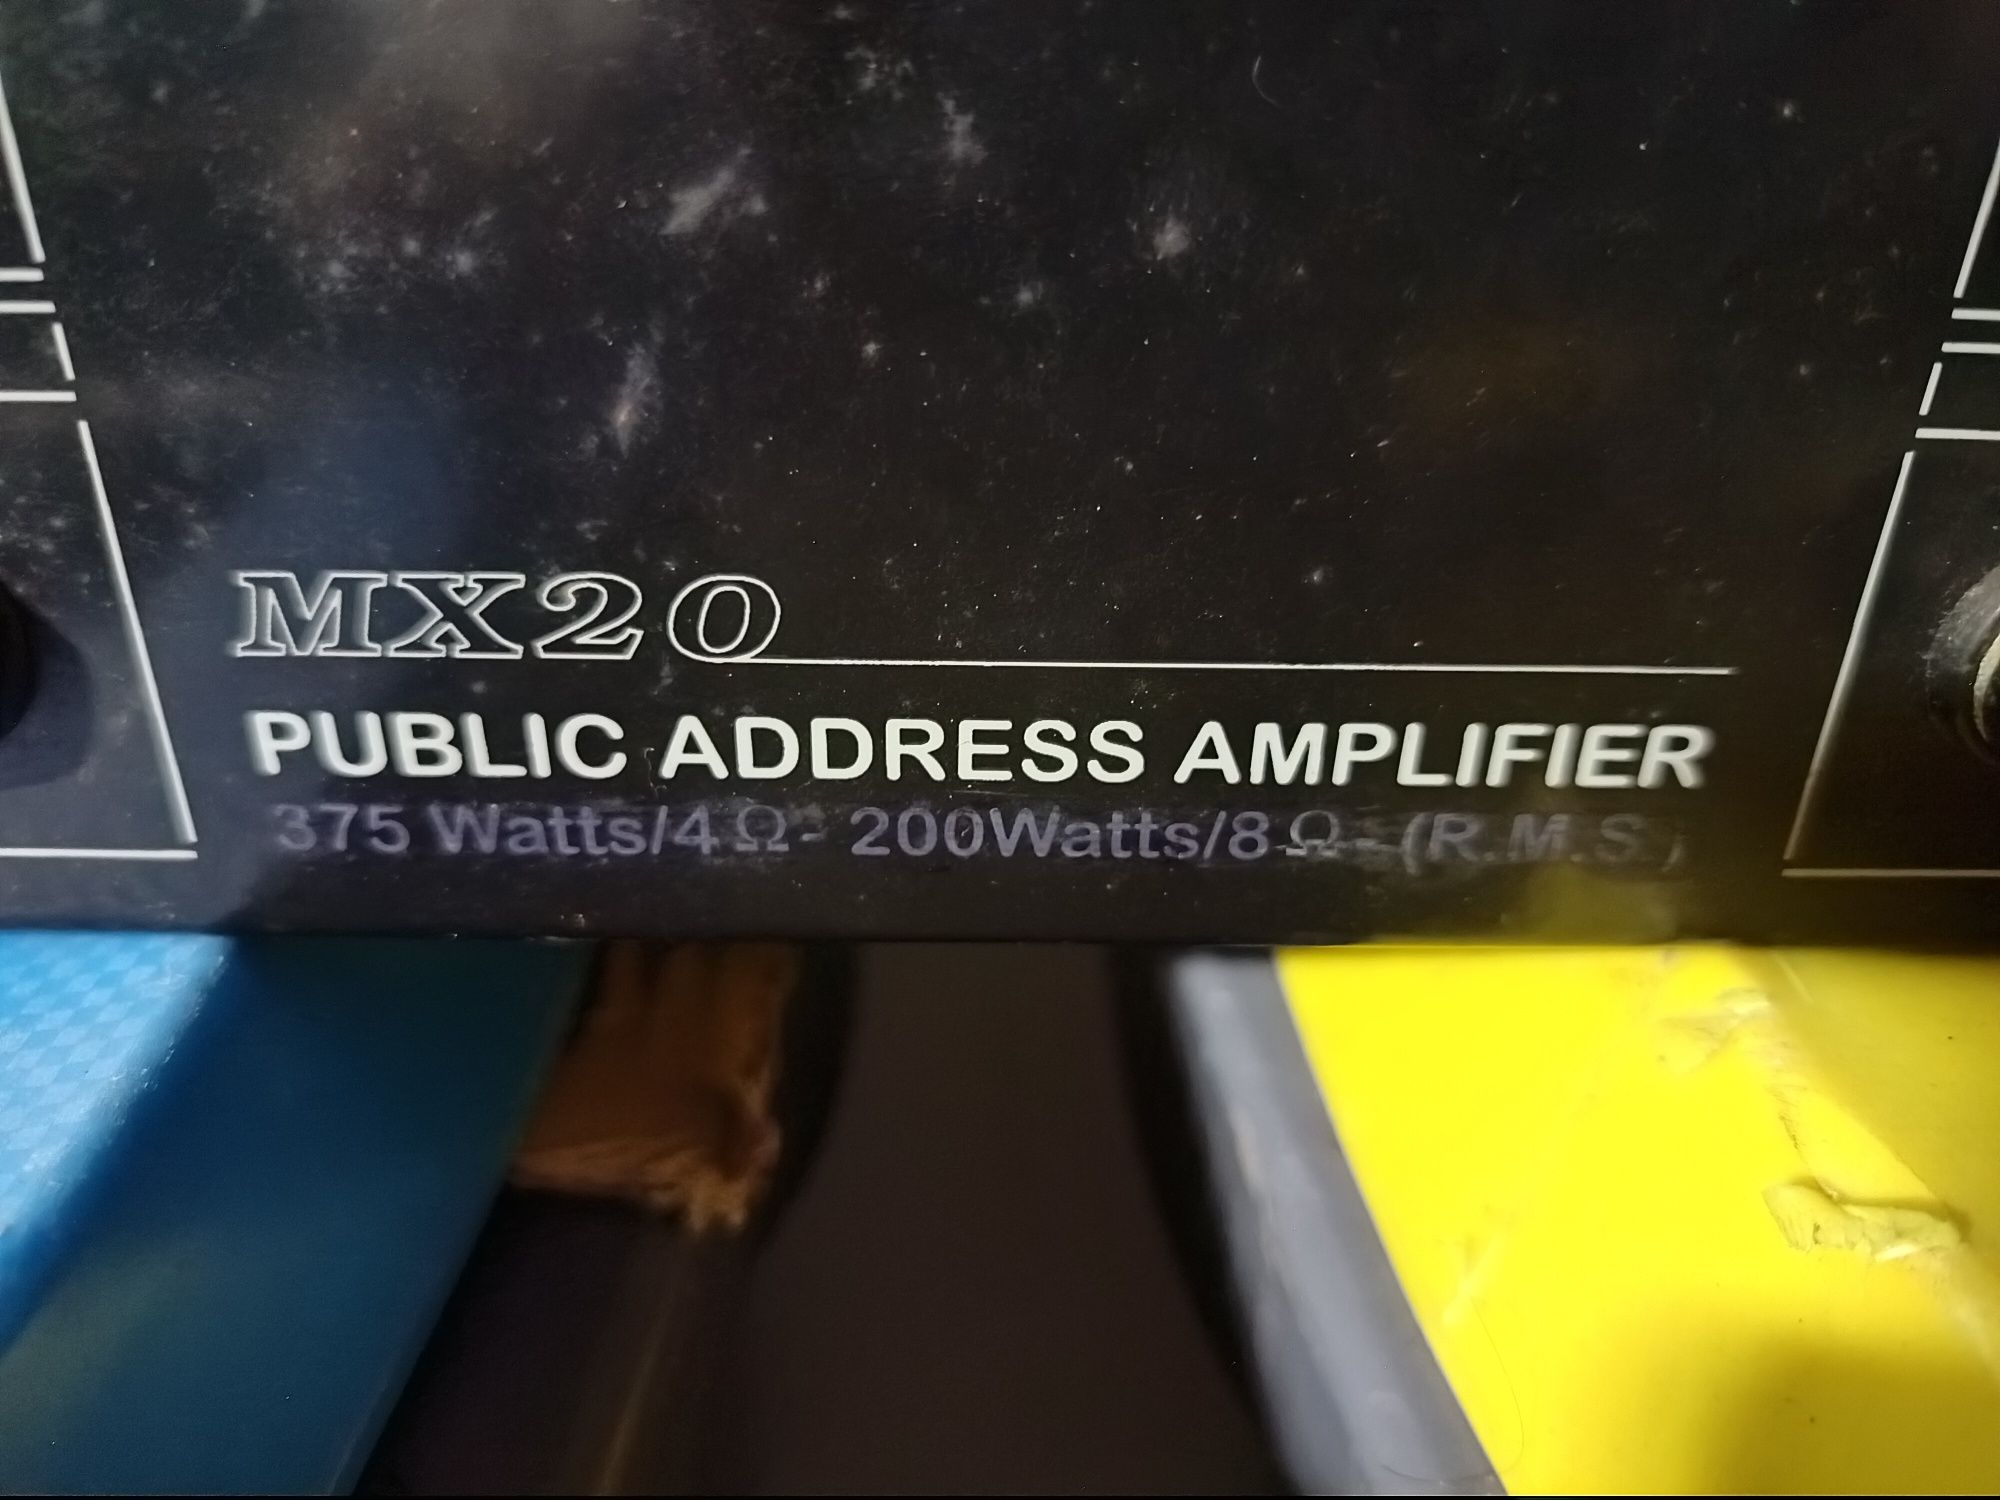 MX20
PUBLIC ADDRESS AMPLIFIER
375 Watts/4Ω- 200Watts/8Ω-(R.M.S.)